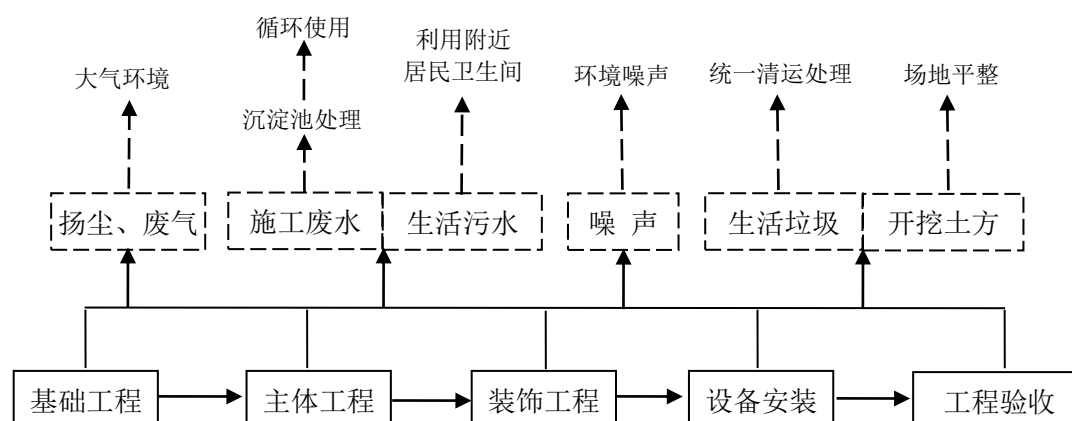 循环使用
利用附近
居民卫生间
大气环境
环境噪声
统一清运处理
场地平整
沉淀池处理
扬尘、废气
施工废水
生活污水
噪 声
生活垃圾
开挖土方
基础工程
主体工程
装饰工程
设备安装
工程验收